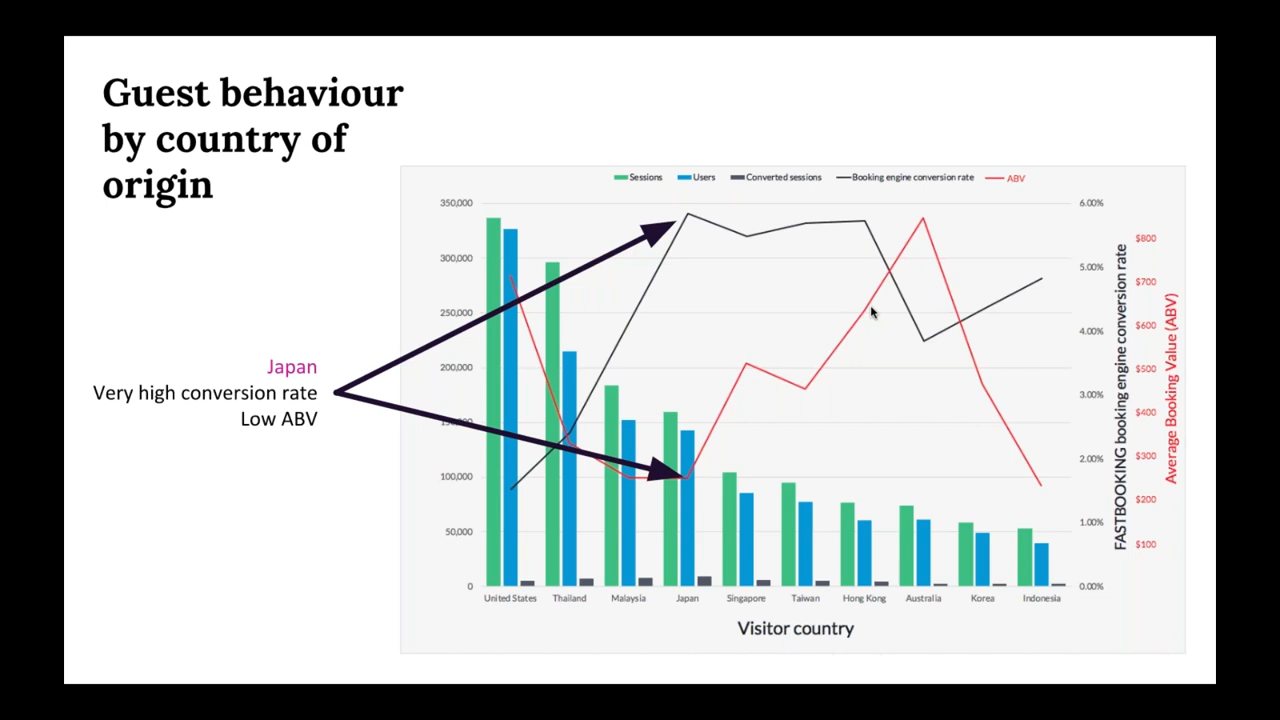 Guest behaviour
by country of
origin
Sessions Users Converted sessions Booking engine conversion rate ABV
350,000
300,000
250,000
200,000
150,000
100,000
50,000
0
6.00%
5.00%
4.00%
3.00%
2.00%
1.00%
0.00%
$800
$700
$600
$500
$400
$300
$200
$100
FASTBOOKING booking engine conversion rate
Average Booking Value (ABV)
Japan
Very high conversion rate
Low ABV
United States Thailand Malaysia Japan Singapore Taiwan Hong Kong Australia Korea Indonesia
Visitor country